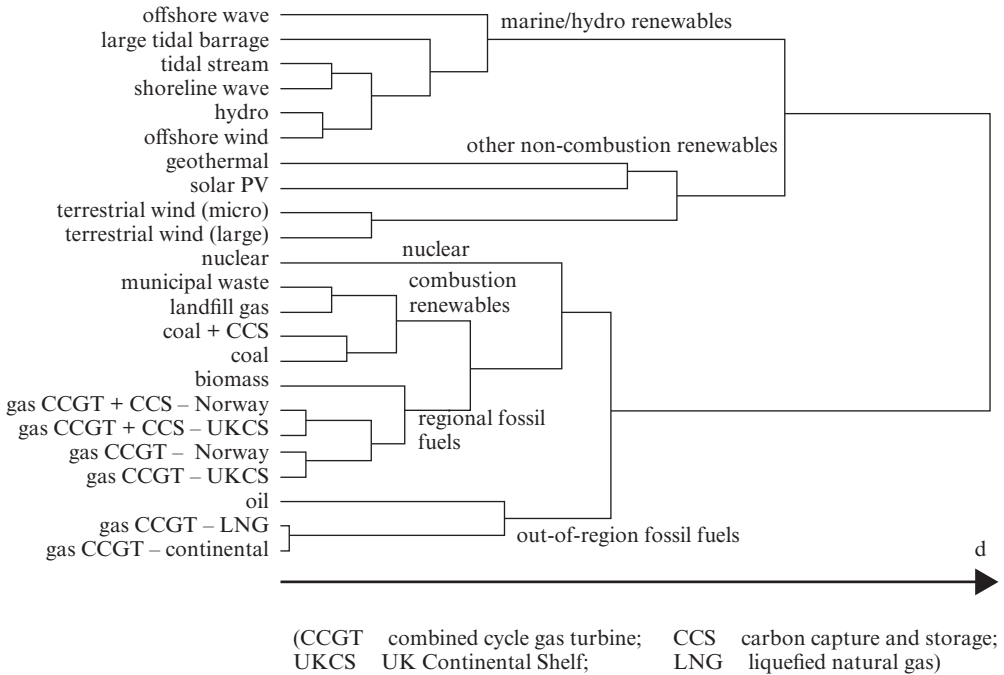 offshore wave
marine/hydro renewables
large tidal barrage
tidal stream
shoreline wave
hydro
offshore wind
other non-combustion renewables
geothermal
solar PV
terrestrial wind (micro)
terrestrial wind (large)
nuclear
nuclear
municipal waste
combustion
renewables
landfill gas
coal + CCS
coal
biomass
gas CCGT + CCS – Norway
regional fossil
fuels
gas CCGT + CCS – UKCS
gas CCGT – Norway
gas CCGT – UKCS
oil
gas CCGT – LNG
out-of-region fossil fuels
gas CCGT – continental
d
(CCGT combined cycle gas turbine; CCS carbon capture and storage;
UKCS UK Continental Shelf; LNG liquefied natural gas)